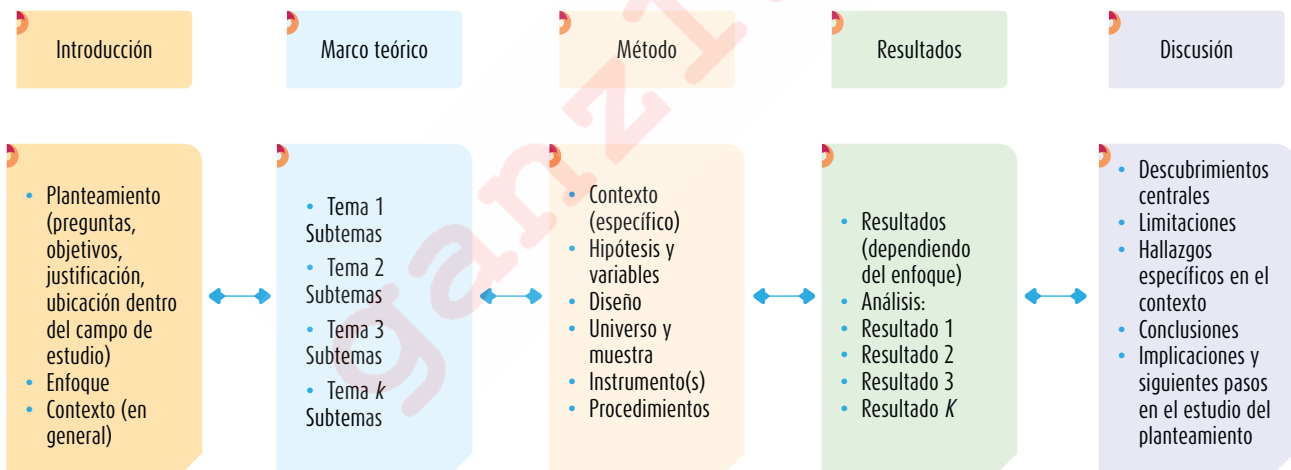 Introducción
Marco teórico
Método
Resultados
Discusión
• Planteamiento
(preguntas,
objetivos,
justificación,
ubicación dentro
del campo de
estudio)
• Enfoque
• Contexto (en
general)
• Tema 1
Subtemas
• Tema 2
Subtemas
• Tema 3
Subtemas
• Tema k
Subtemas
• Contexto
(específico)
• Hipótesis y
variables
• Diseño
• Universo y
muestra
• Instrumento(s)
• Procedimientos
• Resultados
(dependiendo
del enfoque)
• Análisis:
• Resultado 1
• Resultado 2
• Resultado 3
• Resultado K
• Descubrimientos
centrales
• Limitaciones
• Hallazgos
específicos en el
contexto
• Conclusiones
• Implicaciones y
siguientes pasos
en el estudio del
planteamiento